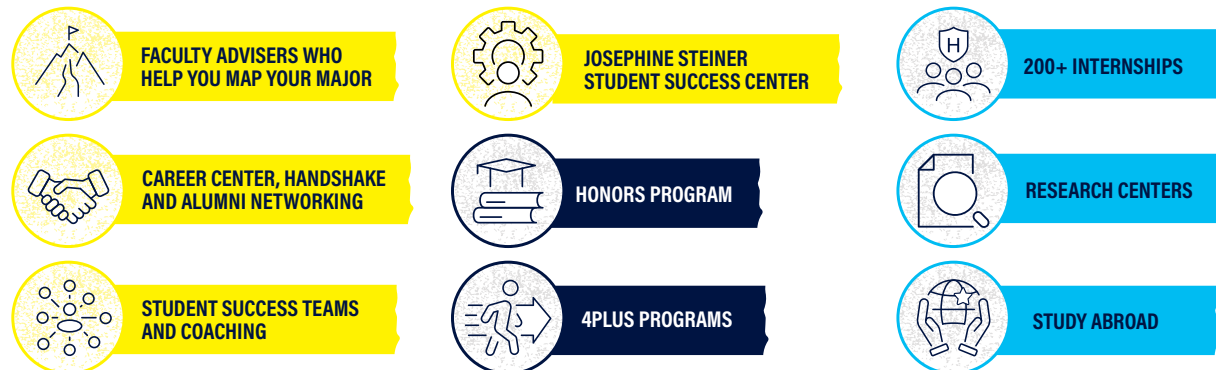 FACULTY ADVISERS WHO
HELP YOU MAP YOUR MAJOR
JOSEPHINE STEINER
STUDENT SUCCESS CENTER
H
200+ INTERNSHIPS
CAREER CENTER, HANDSHAKE
AND ALUMNI NETWORKING
HONORS PROGRAM
RESEARCH CENTERS
STUDENT SUCCESS TEAMS
AND COACHING
4PLUS PROGRAMS
STUDY ABROAD